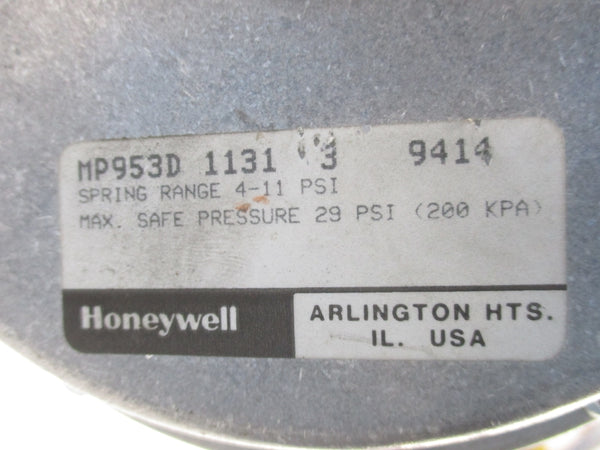 MP953D 1131 3 9414
SPRING RANGE 4-11 PSI
MAX. SAFE PRESSURE 29 PSI (200 KPA)
Honeywell
ARLINGTON HTS.
IL. USA